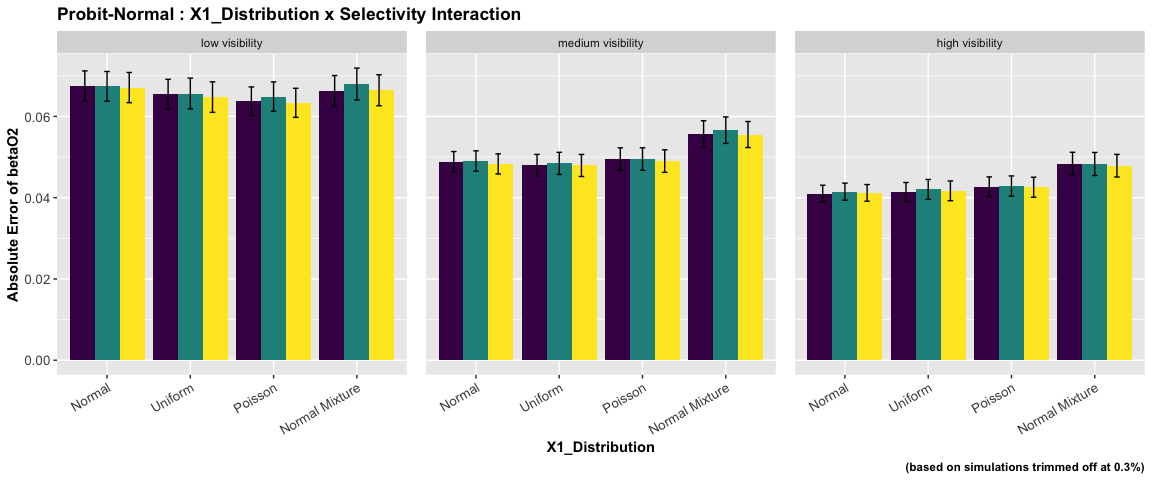 Probit-Normal : X1_Distribution x Selectivity Interaction
low visibility
medium visibility
high visibility
Absolute Error of betaO2
0.06
0.04
0.02
0.00
Normal
Uniform
Poisson
Normal Mixture
Normal
Uniform
Poisson
Normal Mixture
Normal
Uniform
Poisson
Normal Mixture
X1_Distribution
(based on simulations trimmed off at 0.3%)